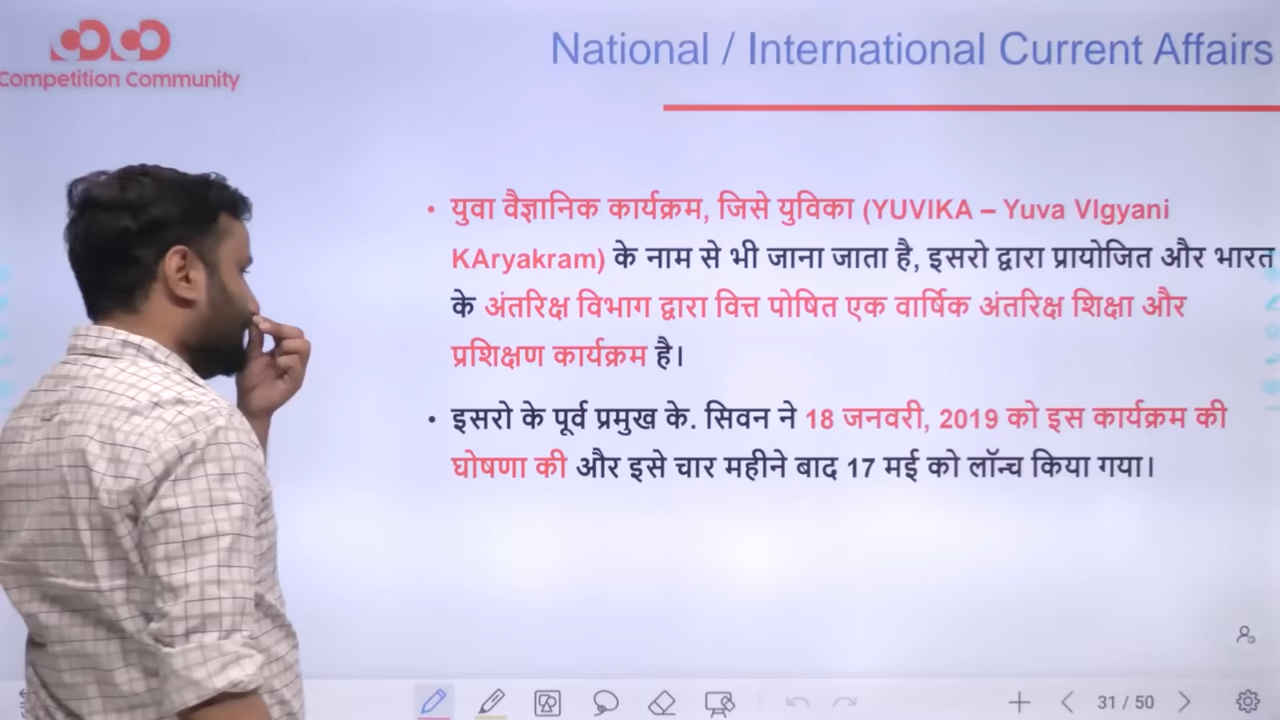 Competition Community
National / International Current Affairs
• युवा वैज्ञानिक कार्यक्रम, जिसे युविका (YUVIKA – Yuva VIgyani
KAryakram) के नाम से भी जाना जाता है, इसरो द्वारा प्रायोजित और भारत
के अंतरिक्ष विभाग द्वारा वित्त पोषित एक वार्षिक अंतरिक्ष शिक्षा और
प्रशिक्षण कार्यक्रम है।
• इसरो के पूर्व प्रमुख के. सिवन ने 18 जनवरी, 2019 को इस कार्यक्रम की
घोषणा की और इसे चार महीने बाद 17 मई को लॉन्च किया गया।
31 / 50